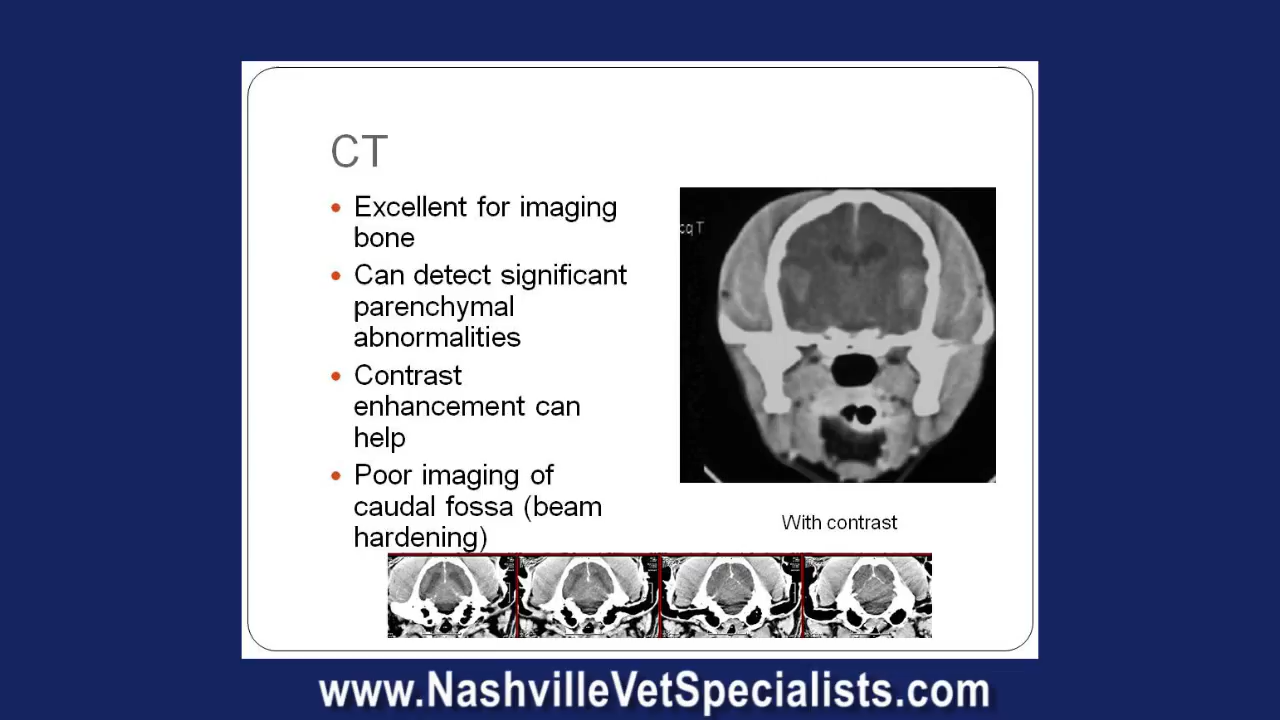 CT
• Excellent for imaging
bone
• Can detect significant
parenchymal
abnormalities
• Contrast
enhancement can
help
• Poor imaging of
caudal fossa (beam
hardening)
cqT
With contrast
www.NashvilleVetSpecialists.com